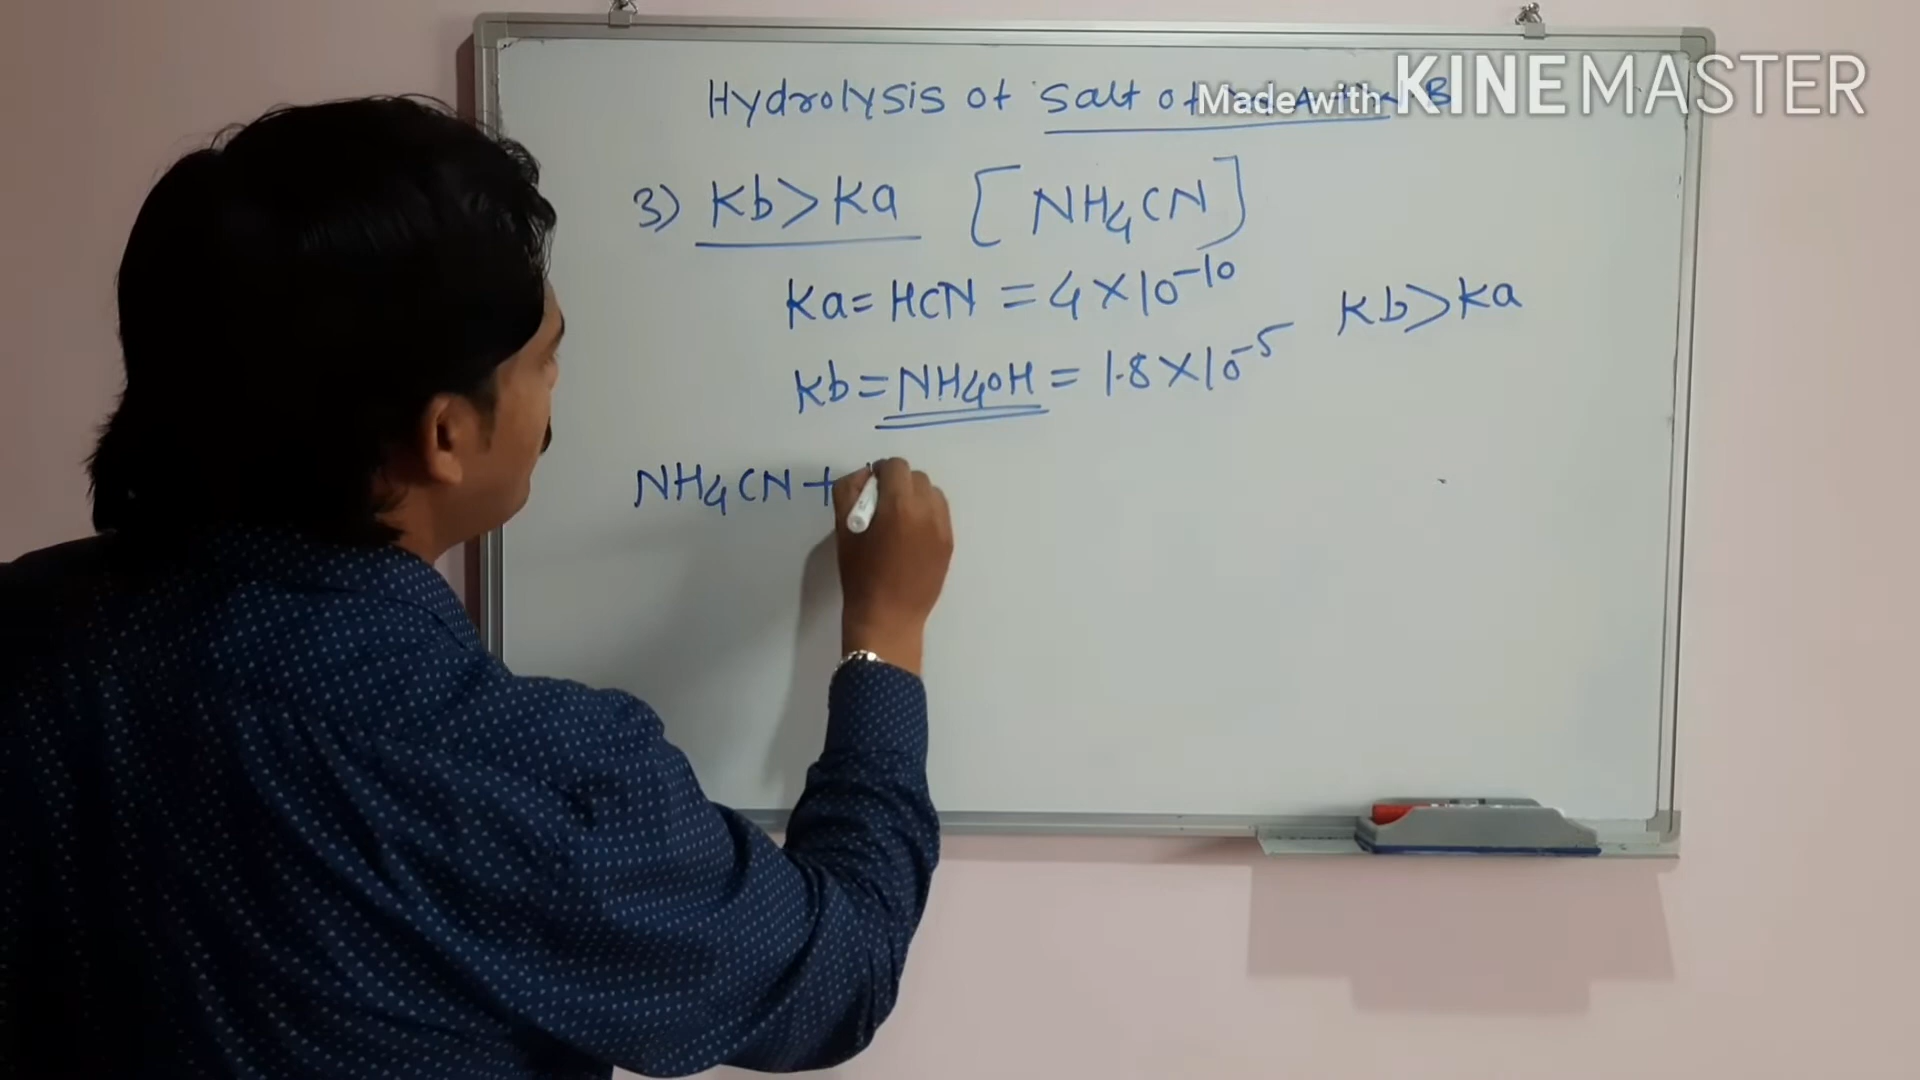 Hydrolysis of Salt of
Made with KINEMASTER
B
3) Kb>Ka [NH4CN]
Ka=HCN = 4×10⁻¹⁰
Kb>Ka
Kb=NH4OH = 1.8×10⁻⁵
NH4CN+